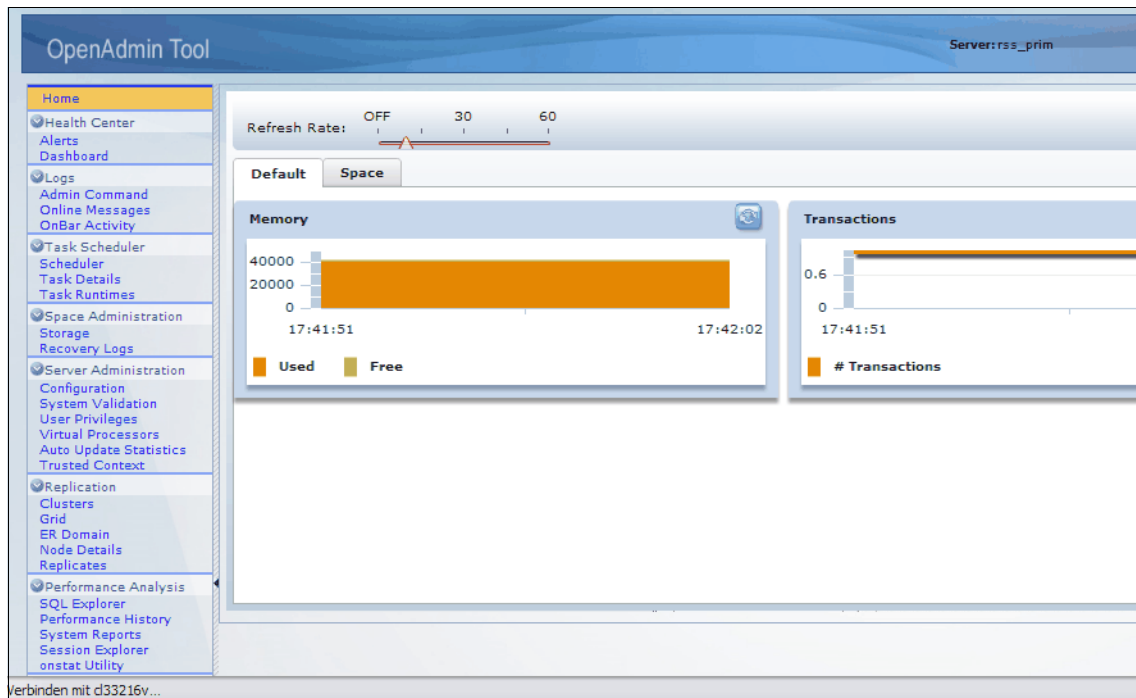 OpenAdmin Tool
Server:rss_prim
Home
Health Center
Alerts
Dashboard
Logs
Admin Command
Online Messages
OnBar Activity
Task Scheduler
Scheduler
Task Details
Task Runtimes
Space Administration
Storage
Recovery Logs
Server Administration
Configuration
System Validation
User Privileges
Virtual Processors
Auto Update Statistics
Trusted Context
Replication
Clusters
Grid
ER Domain
Node Details
Replicates
Performance Analysis
SQL Explorer
Performance History
System Reports
Session Explorer
onstat Utility
Refresh Rate:
OFF 30 60
Default Space
Memory
40000
20000
0
17:41:51 17:42:02
Used Free
Transactions
0.6
0
17:41:51
# Transactions
Verbinden mit cl33216v...